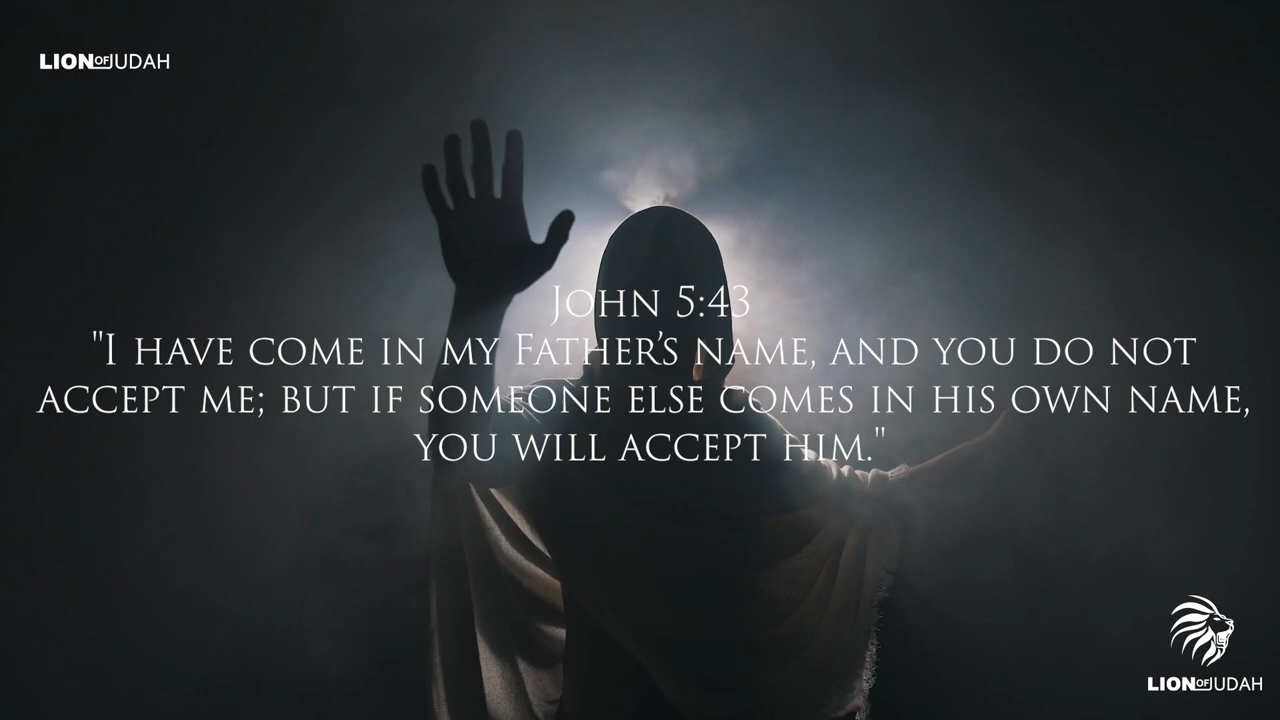 LION OF JUDAH
John 5:43
"I have come in my Father's name, and you do not
accept me; but if someone else comes in his own name,
you will accept him."
LION OF JUDAH